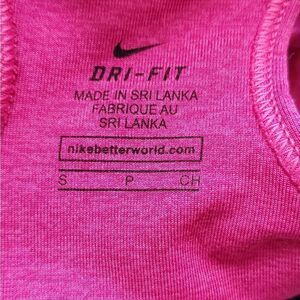 DRI-FIT
MADE IN SRI LANKA
FABRIQUE AU
SRI LANKA
nikebetterworld.com
S P CH